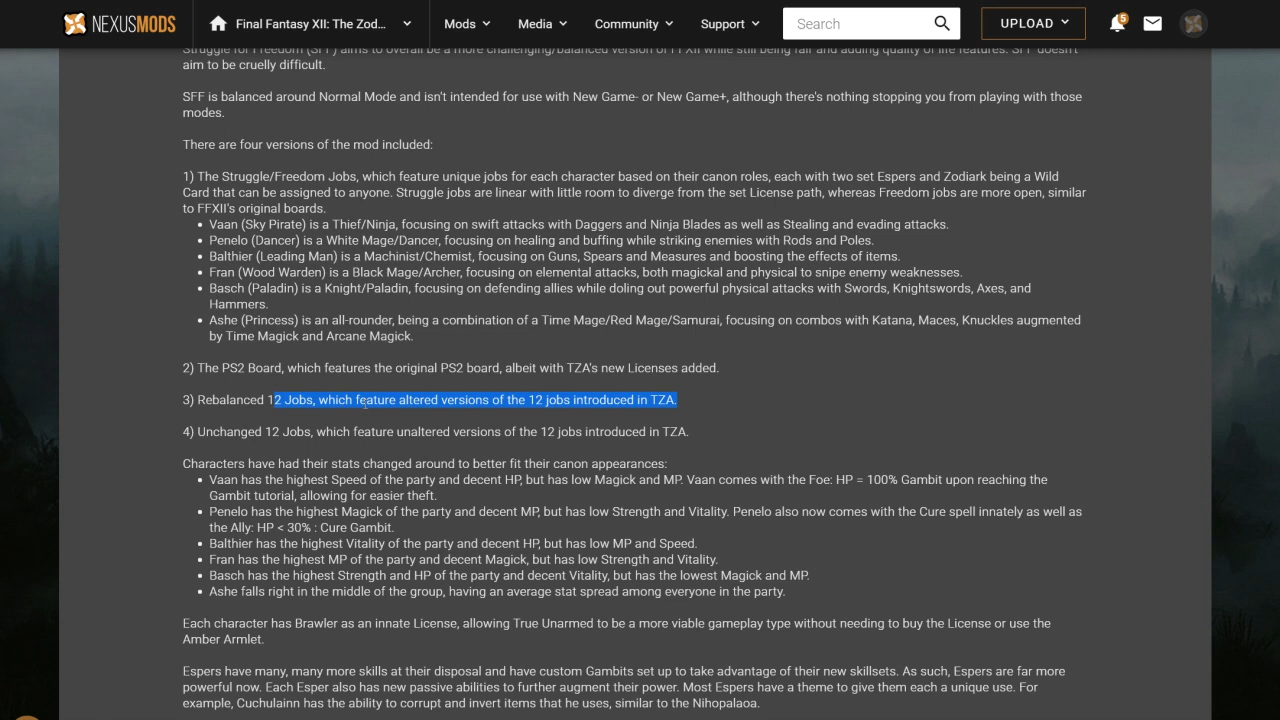 NEXUSMODS
Final Fantasy XII: The Zod...
Mods
Media
Community
Support
Search
UPLOAD
5
Struggle for Freedom (SFF) aims to overall be a more challenging/balanced version of FFXII while still being fair and adding quality of life features. SFF doesn't
aim to be cruelly difficult.
SFF is balanced around Normal Mode and isn't intended for use with New Game- or New Game+, although there's nothing stopping you from playing with those
modes.
There are four versions of the mod included:
1) The Struggle/Freedom Jobs, which feature unique jobs for each character based on their canon roles, each with two set Espers and Zodiark being a Wild
Card that can be assigned to anyone. Struggle jobs are linear with little room to diverge from the set License path, whereas Freedom jobs are more open, similar
to FFXII's original boards.
• Vaan (Sky Pirate) is a Thief/Ninja, focusing on swift attacks with Daggers and Ninja Blades as well as Stealing and evading attacks.
• Penelo (Dancer) is a White Mage/Dancer, focusing on healing and buffing while striking enemies with Rods and Poles.
• Balthier (Leading Man) is a Machinist/Chemist, focusing on Guns, Spears and Measures and boosting the effects of items.
• Fran (Wood Warden) is a Black Mage/Archer, focusing on elemental attacks, both magickal and physical to snipe enemy weaknesses.
• Basch (Paladin) is a Knight/Paladin, focusing on defending allies while doling out powerful physical attacks with Swords, Knightswords, Axes, and
Hammers.
• Ashe (Princess) is an all-rounder, being a combination of a Time Mage/Red Mage/Samurai, focusing on combos with Katana, Maces, Knuckles augmented
by Time Magick and Arcane Magick.
2) The PS2 Board, which features the original PS2 board, albeit with TZA's new Licenses added.
3) Rebalanced 12 Jobs, which feature altered versions of the 12 jobs introduced in TZA.
4) Unchanged 12 Jobs, which feature unaltered versions of the 12 jobs introduced in TZA.
Characters have had their stats changed around to better fit their canon appearances:
• Vaan has the highest Speed of the party and decent HP, but has low Magick and MP. Vaan comes with the Foe: HP = 100% Gambit upon reaching the
Gambit tutorial, allowing for easier theft.
• Penelo has the highest Magick of the party and decent MP, but has low Strength and Vitality. Penelo also now comes with the Cure spell innately as well as
the Ally: HP < 30% : Cure Gambit.
• Balthier has the highest Vitality of the party and decent HP, but has low MP and Speed.
• Fran has the highest MP of the party and decent Magick, but has low Strength and Vitality.
• Basch has the highest Strength and HP of the party and decent Vitality, but has the lowest Magick and MP.
• Ashe falls right in the middle of the group, having an average stat spread among everyone in the party.
Each character has Brawler as an innate License, allowing True Unarmed to be a more viable gameplay type without needing to buy the License or use the
Amber Armlet.
Espers have many, many more skills at their disposal and have custom Gambits set up to take advantage of their new skillsets. As such, Espers are far more
powerful now. Each Esper also has new passive abilities to further augment their power. Most Espers have a theme to give them each a unique use. For
example, Cuchulainn has the ability to corrupt and invert items that he uses, similar to the Nihopalaoa.